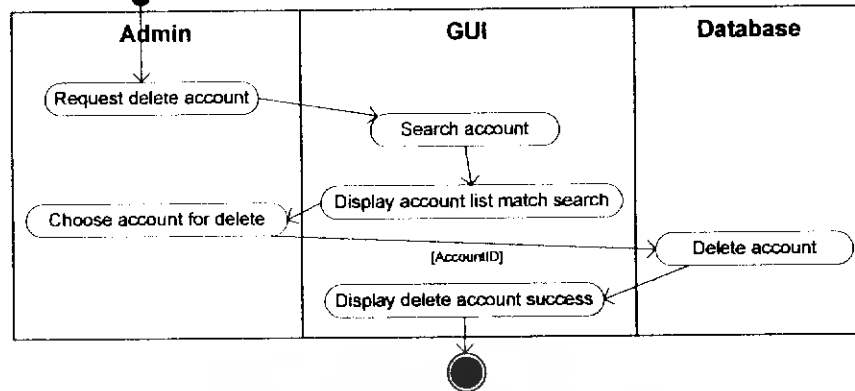 Admin
GUI
Database
Request delete account
Search account
Display account list match search
Choose account for delete
Delete account
[AccountID]
Display delete account success